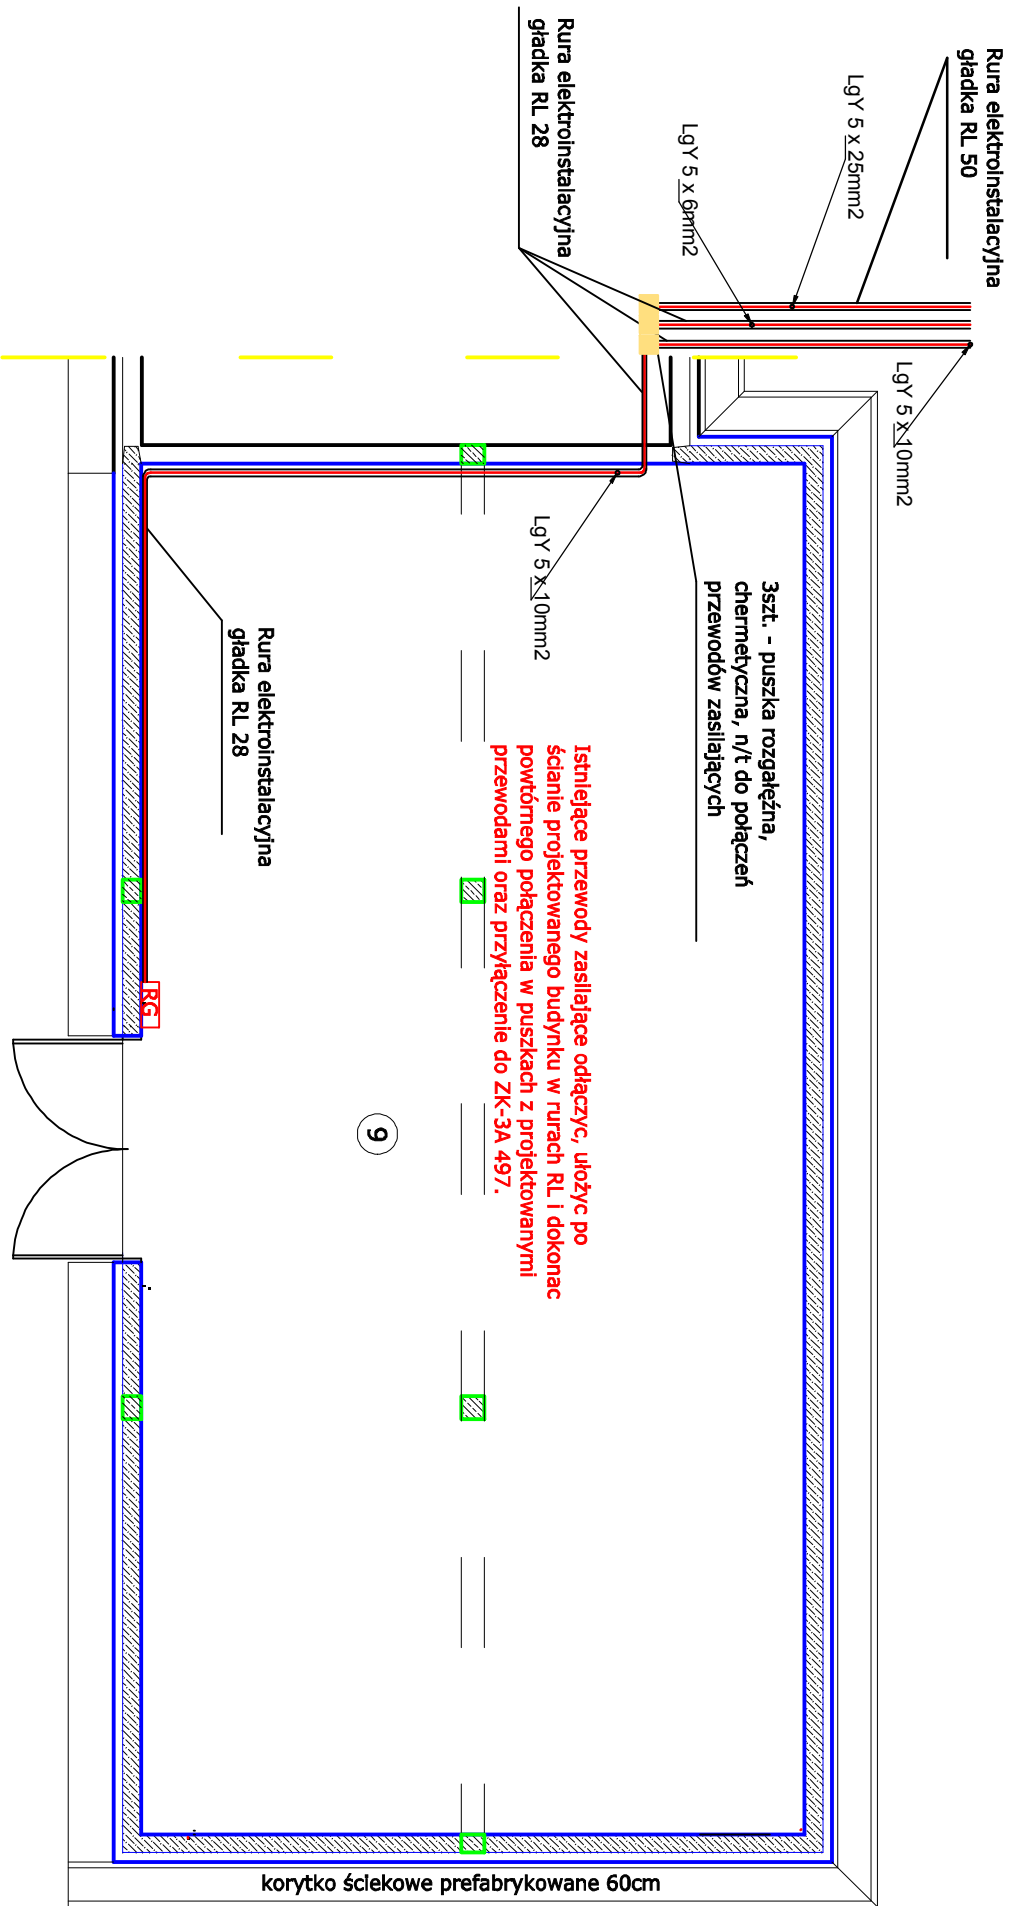 Rura elektroinstalacyjna
gładka RL 50
LgY 5 x 25mm2
LgY 5 x 6mm2
LgY 5 x 10mm2
Rura elektroinstalacyjna
gładka RL 28
3szt. - puszka rozgałęźna,
chermetyczna, n/t do połączeń
przewodów zasilających
LgY 5 x 10mm2
Rura elektroinstalacyjna
gładka RL 28
Istniejące przewody zasilające odłączyc, ułożyc po
ścianie projektowanego budynku w rurach RL i dokonac
powtórnego połączenia w puszkach z projektowanymi
przewodami oraz przyłączenie do ZK-3A 497.
RG
9
korytko ściekowe prefabrykowane 60cm